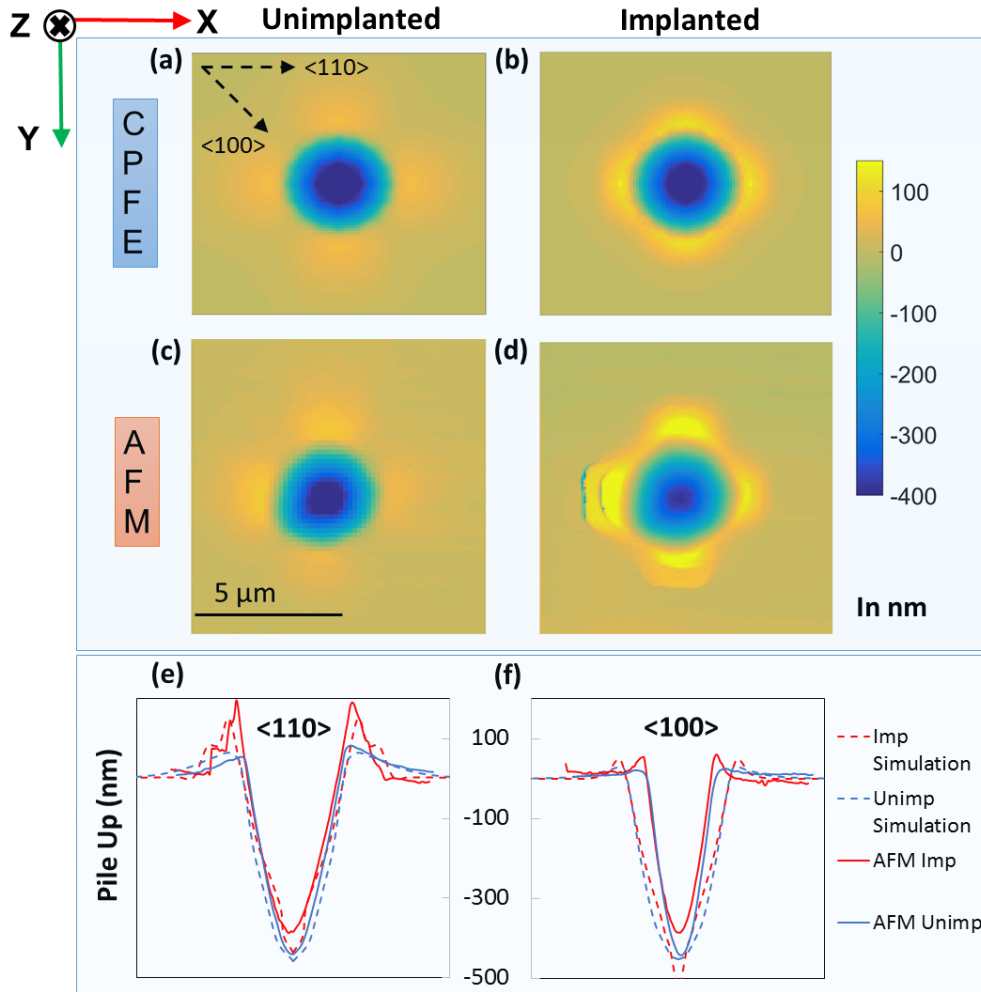 Z
X
Y
Unimplanted
Implanted
(a)
<110>
<100>
(b)
C
P
F
E
(c)
5 µm
(d)
A
F
M
100
0
-100
-200
-300
-400
In nm
(e)
<110>
Pile Up (nm)
100
-100
-300
-500
(f)
<100>
Imp
Simulation
Unimp
Simulation
AFM Imp
AFM Unimp